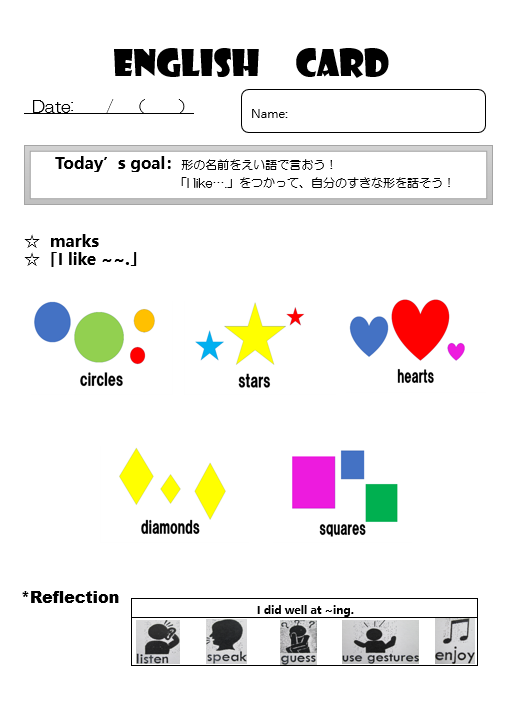 ENGLISH CARD
Date: / ( )
Name:
Today’s goal: 形の名前をえい語で言おう！
「I like….」をつかって、自分のすきな形を話そう！
☆ marks
☆ 「I like ~~.」
circles
stars
hearts
diamonds
squares
*Reflection
I did well at ~ing.
listen
speak
???
guess
use gestures
enjoy